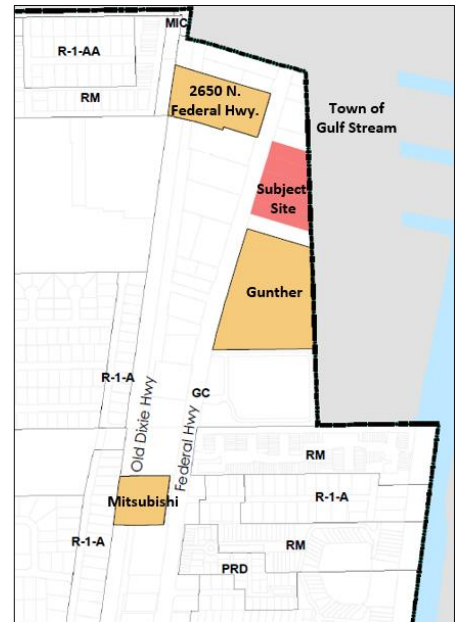 MIC
R-1-AA
RM
2650 N.
Federal Hwy.
Town of
Gulf Stream
Subject
Site
Gunther
R-1-A
Old Dixie Hwy
Federal Hwy
GC
RM
Mitsubishi
R-1-A
R-1-A
RM
PRD